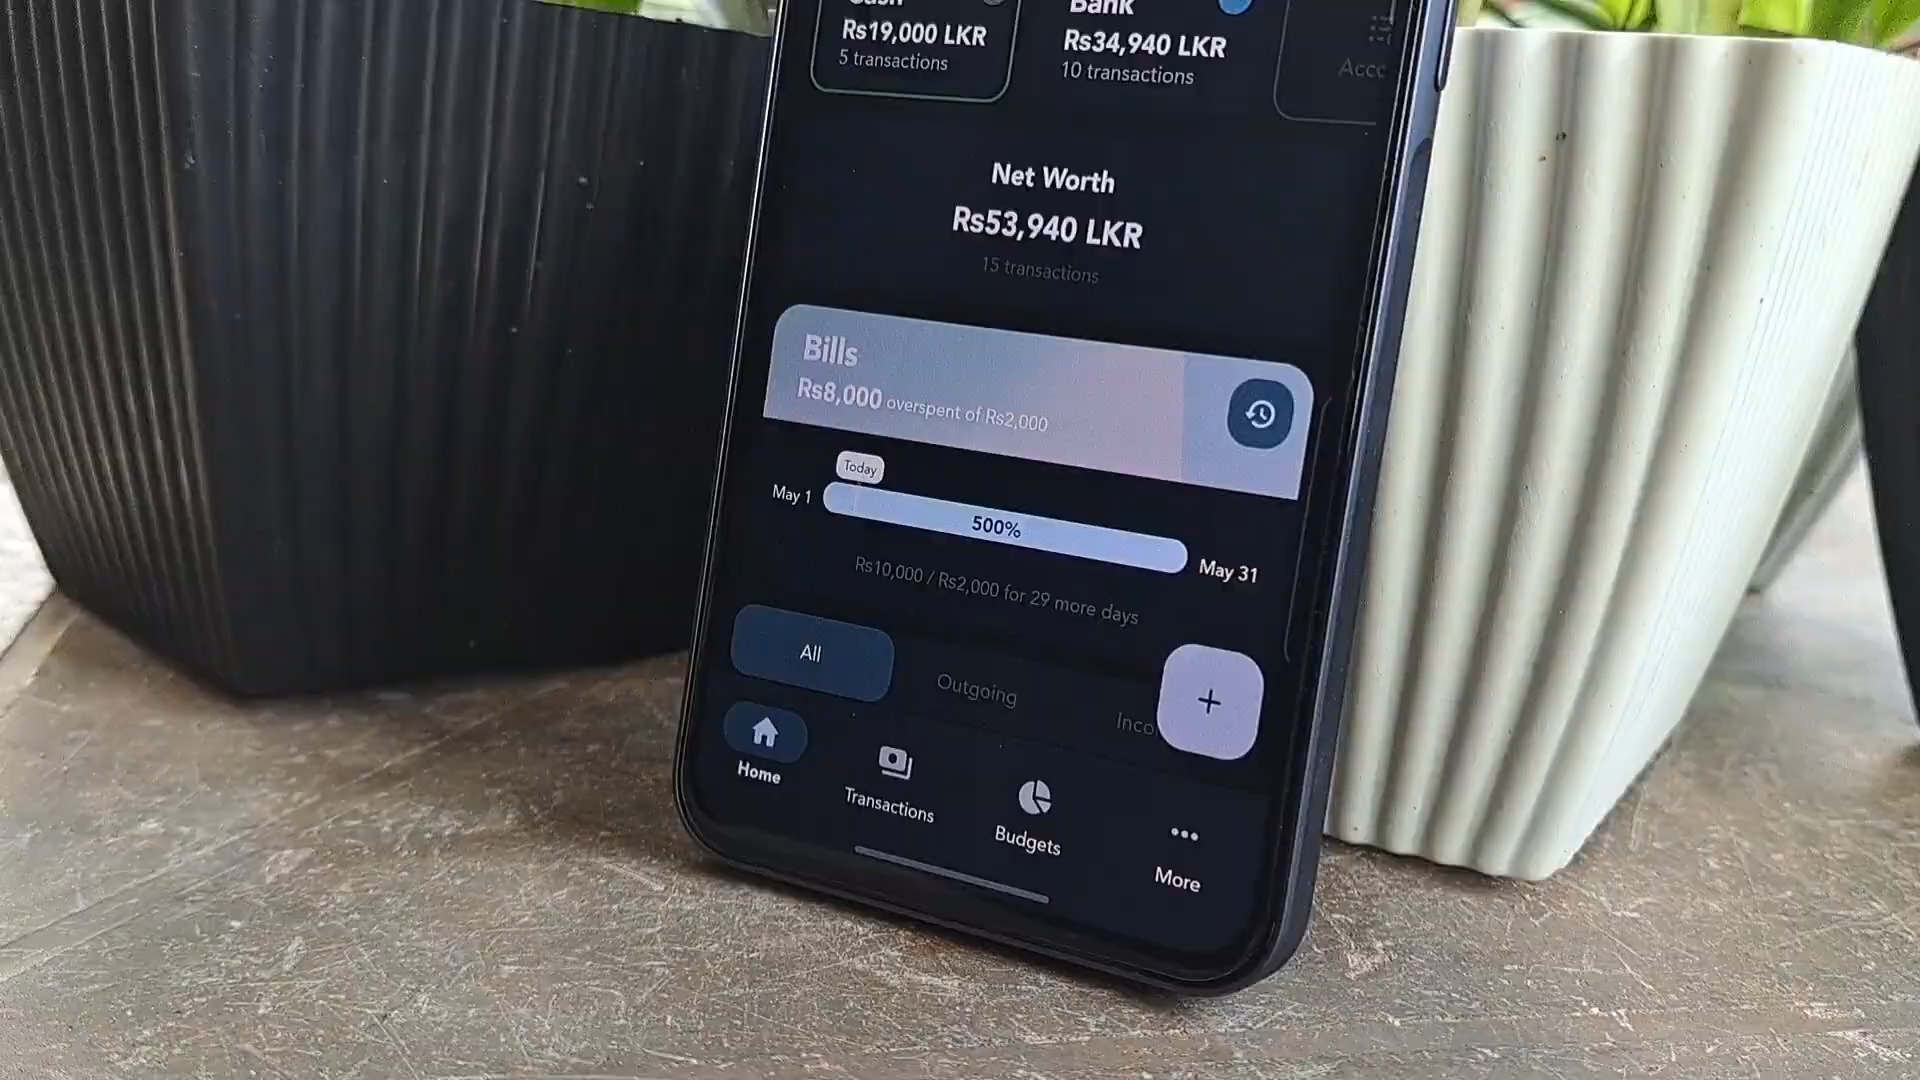 Cash
Rs19,000 LKR
5 transactions
Bank
Rs34,940 LKR
10 transactions
Acco
Net Worth
Rs53,940 LKR
15 transactions
Bills
Rs8,000 overspent of Rs2,000
Today
May 1
500%
May 31
Rs10,000 / Rs2,000 for 29 more days
All
Outgoing
Inco
+
Home
Transactions
Budgets
More